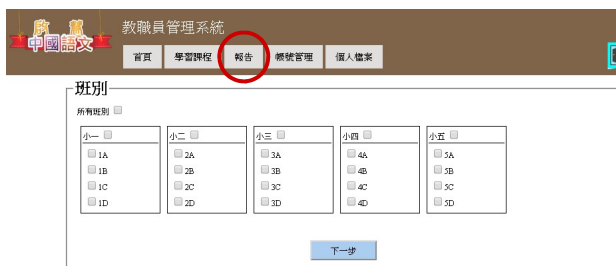 啟慧
中國語文
教職員管理系統
首頁 學習課程 報告 帳號管理 個人檔案
班別
所有班別
小一 小二 小三 小四 小五
1A 2A 3A 4A 5A
1B 2B 3B 4B 5B
1C 2C 3C 4C 5C
1D 2D 3D 4D 5D
下一步